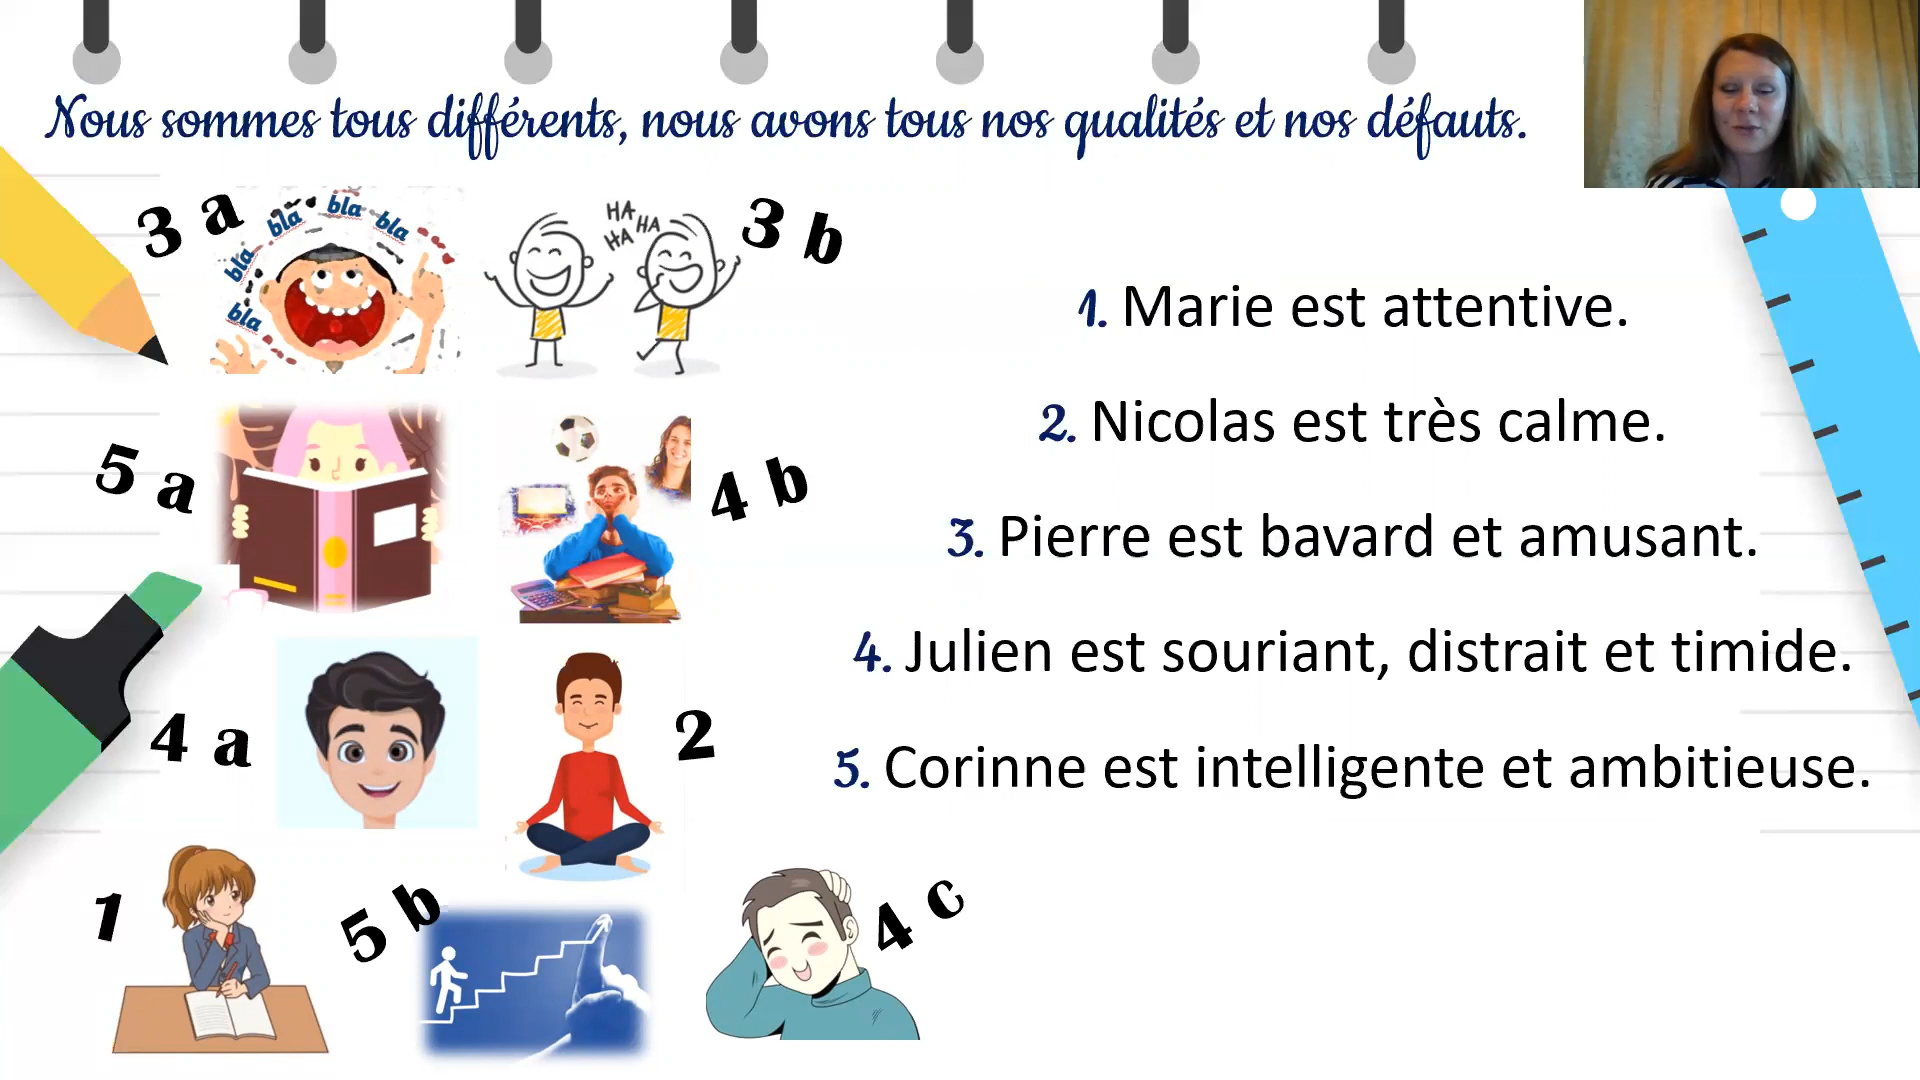 Nous sommes tous différents, nous avons tous nos qualités et nos défauts.
3 a
bla bla bla bla bla
HA HA HA HA
3 b
5 a
4 b
4 a
2
1
5 b
4 c
1. Marie est attentive.
2. Nicolas est très calme.
3. Pierre est bavard et amusant.
4. Julien est souriant, distrait et timide.
5. Corinne est intelligente et ambitieuse.